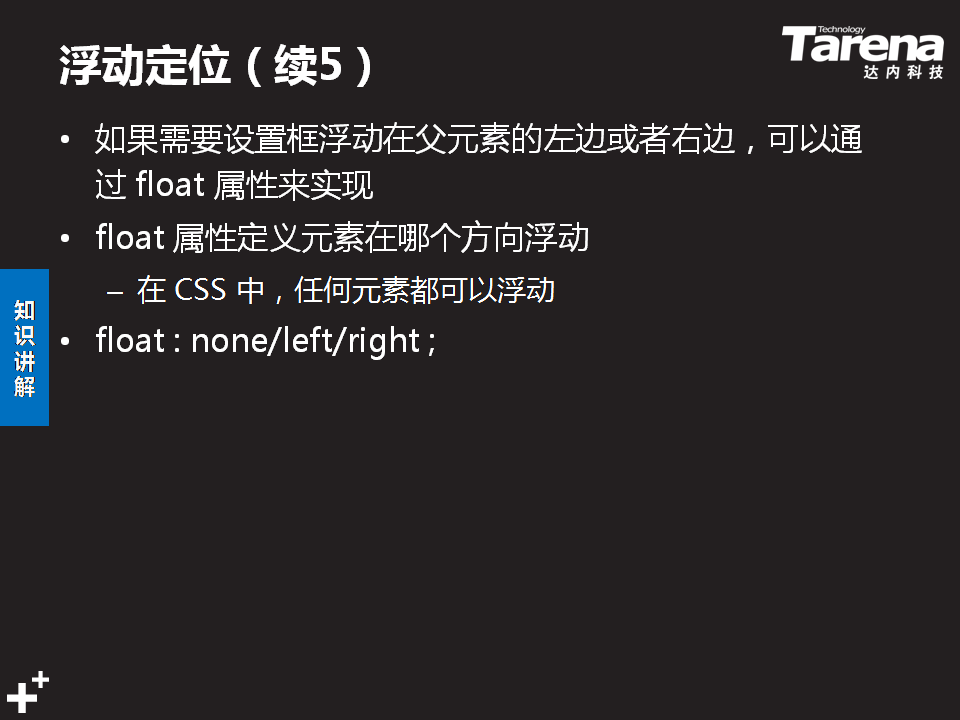 浮动定位（续5）
Technology
Tarena
达内科技
• 如果需要设置框浮动在父元素的左边或者右边，可以通
过 float 属性来实现
• float 属性定义元素在哪个方向浮动
– 在 CSS 中，任何元素都可以浮动
• float : none/left/right ;
知识讲解